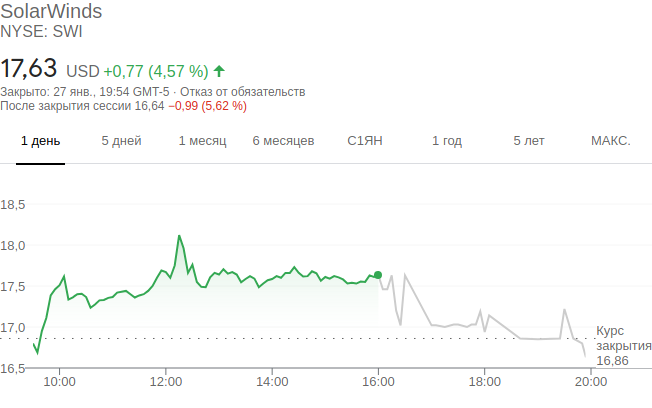 SolarWinds
NYSE: SWI
17,63 USD +0,77 (4,57 %)
Закрыто: 27 янв., 19:54 GMT-5 · Отказ от обязательств
После закрытия сессии 16,64 −0,99 (5,62 %)
1 день 5 дней 1 месяц 6 месяцев С1ЯН 1 год 5 лет МАКС.
18,5
18,0
17,5
17,0
Курс
закрытия
16,86
16,5
10:00 12:00 14:00 16:00 18:00 20:00